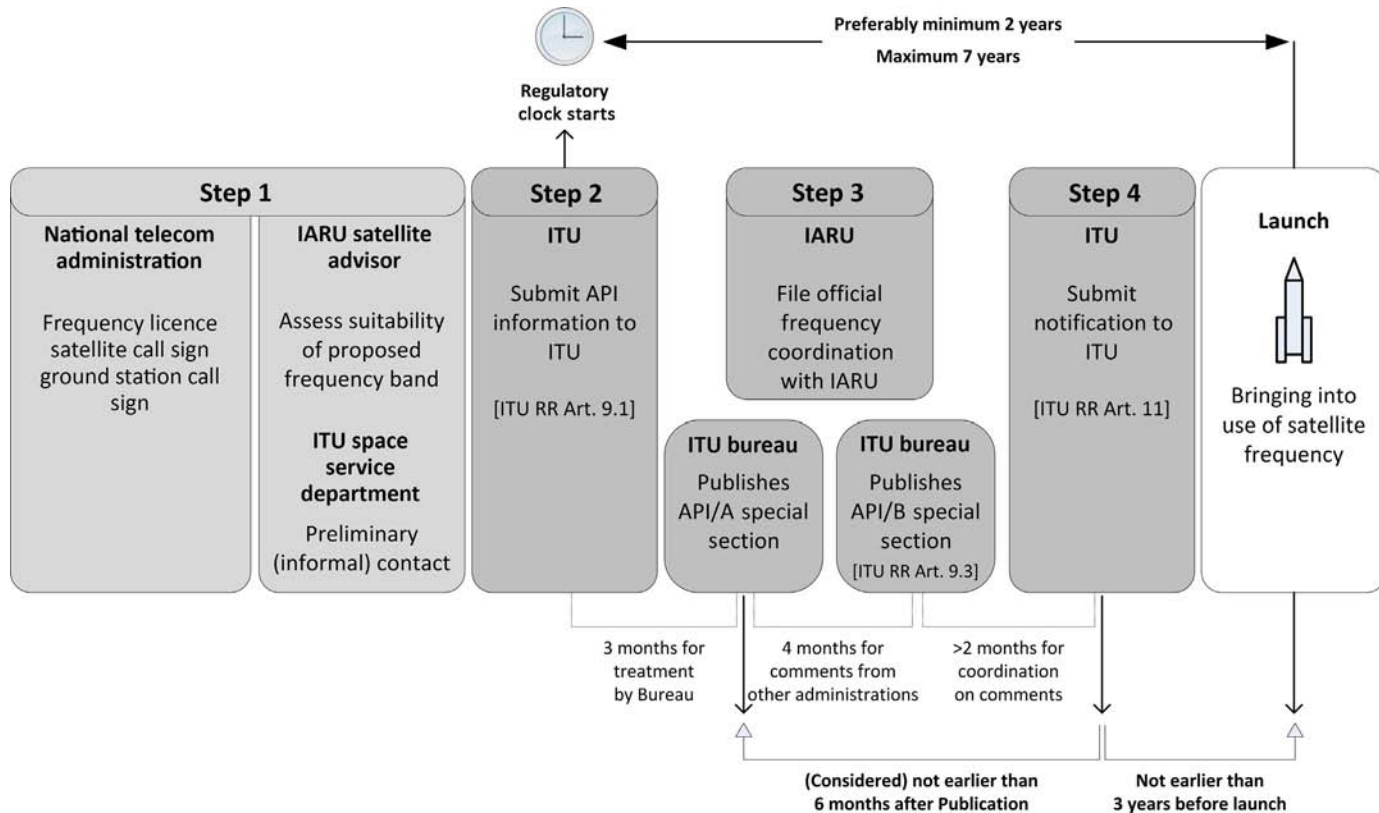 Preferably minimum 2 years
Maximum 7 years
Regulatory
clock starts
Step 1
National telecom
administration
Frequency licence
satellite call sign
ground station call
sign
IARU satellite
advisor
Assess suitability
of proposed
frequency band
ITU space
service
department
Preliminary
(informal) contact
Step 2
ITU
Submit API
information to
ITU
[ITU RR Art. 9.1]
ITU bureau
Publishes
API/A special
section
Step 3
IARU
File official
frequency
coordination
with IARU
ITU bureau
Publishes
API/B special
section
[ITU RR Art. 9.3]
Step 4
ITU
Submit
notification to
ITU
[ITU RR Art. 11]
Launch
Bringing into
use of satellite
frequency
3 months for
treatment
by Bureau
4 months for
comments from
other administrations
>2 months for
coordination
on comments
(Considered) not earlier than
6 months after Publication
Not earlier than
3 years before launch